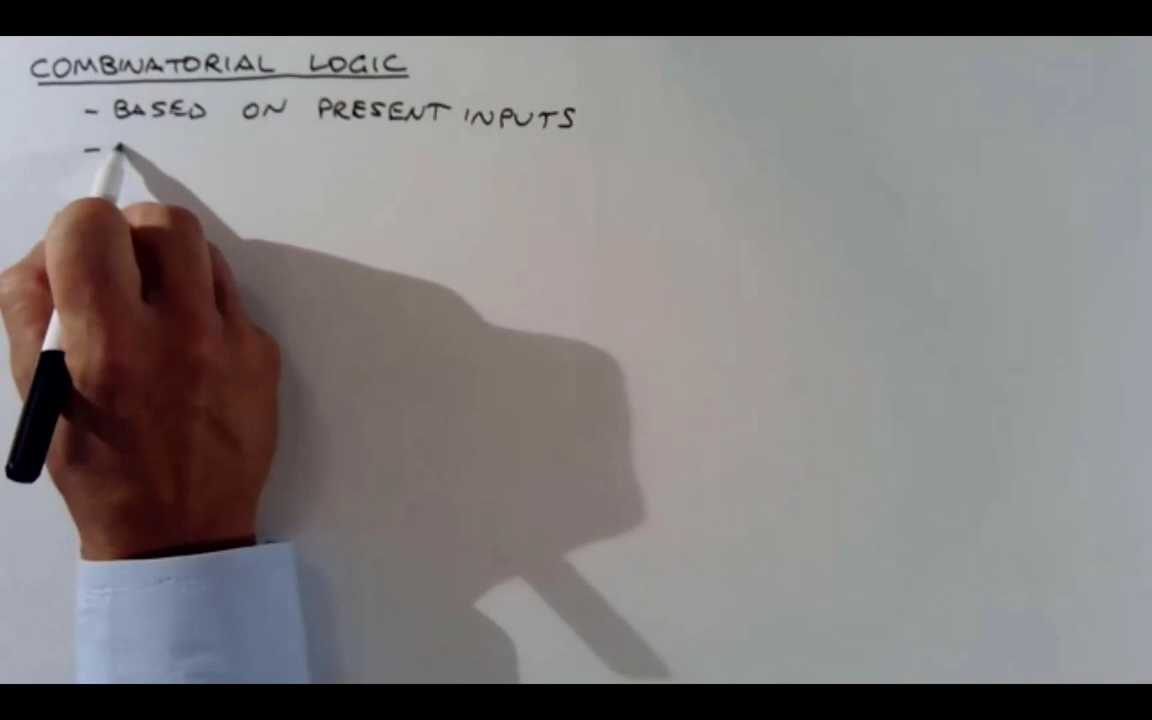 COMBINATORIAL LOGIC
- BASED ON PRESENT INPUTS
-